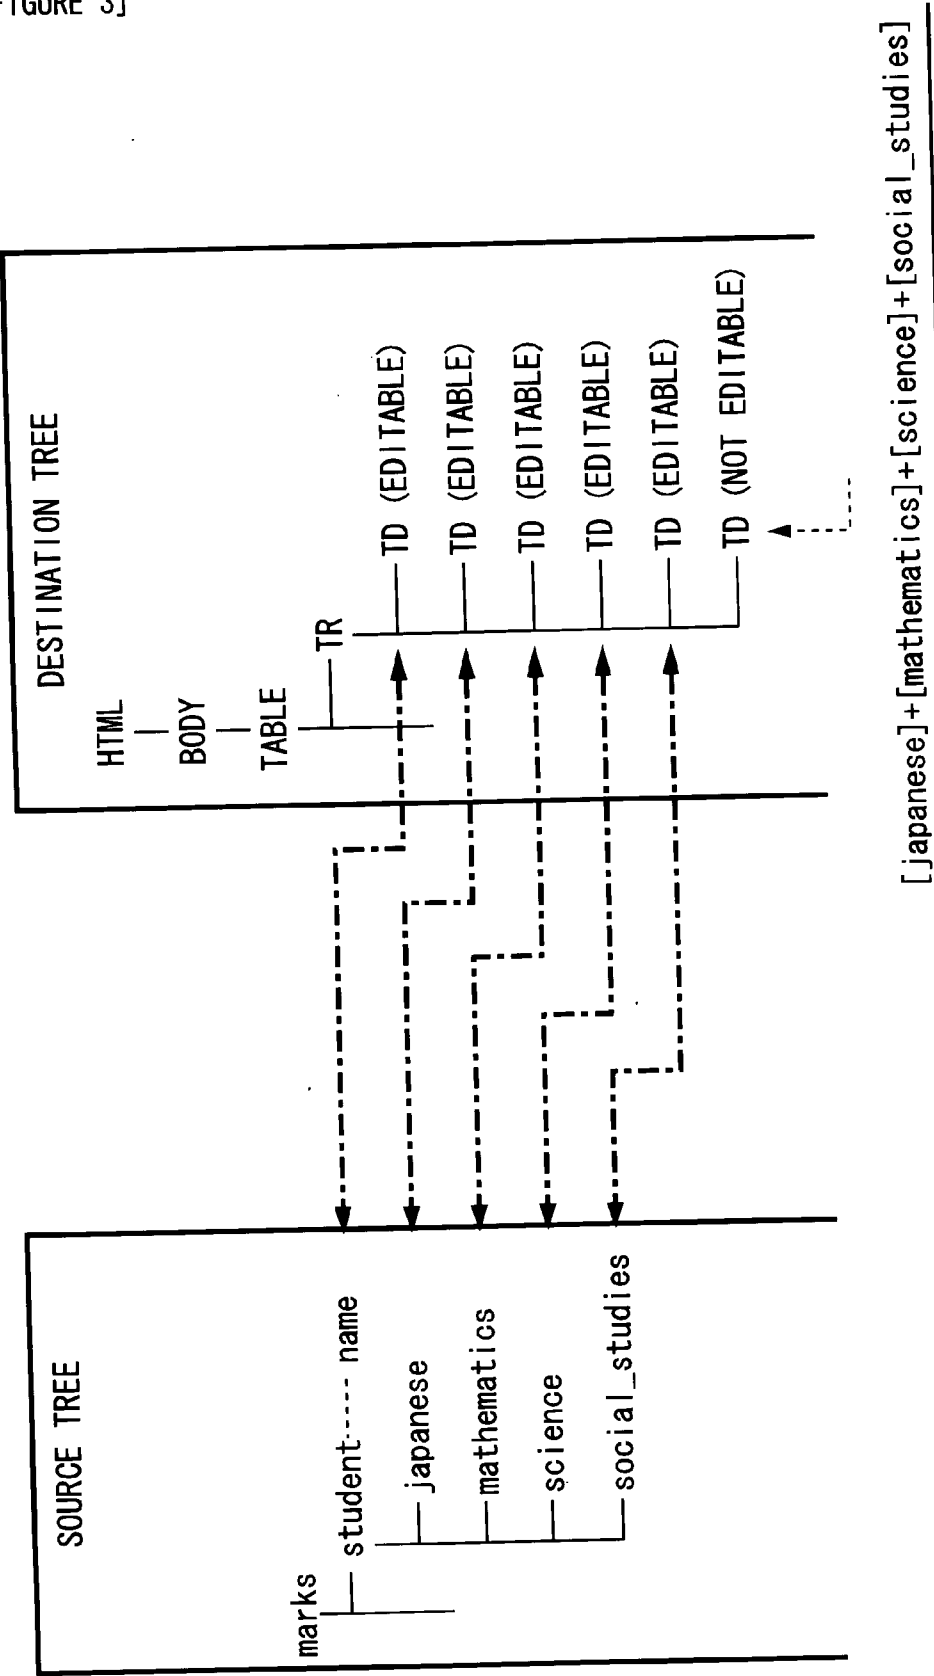 FIGURE 3]
SOURCE TREE
marks
student name
japanese
mathematics
science
social_studies
DESTINATION TREE
HTML
BODY
TABLE
TR
TD (EDITABLE)
TD (EDITABLE)
TD (EDITABLE)
TD (EDITABLE)
TD (EDITABLE)
TD (NOT EDITABLE)
[japanese]+[mathematics]+[science]+[social_studies]